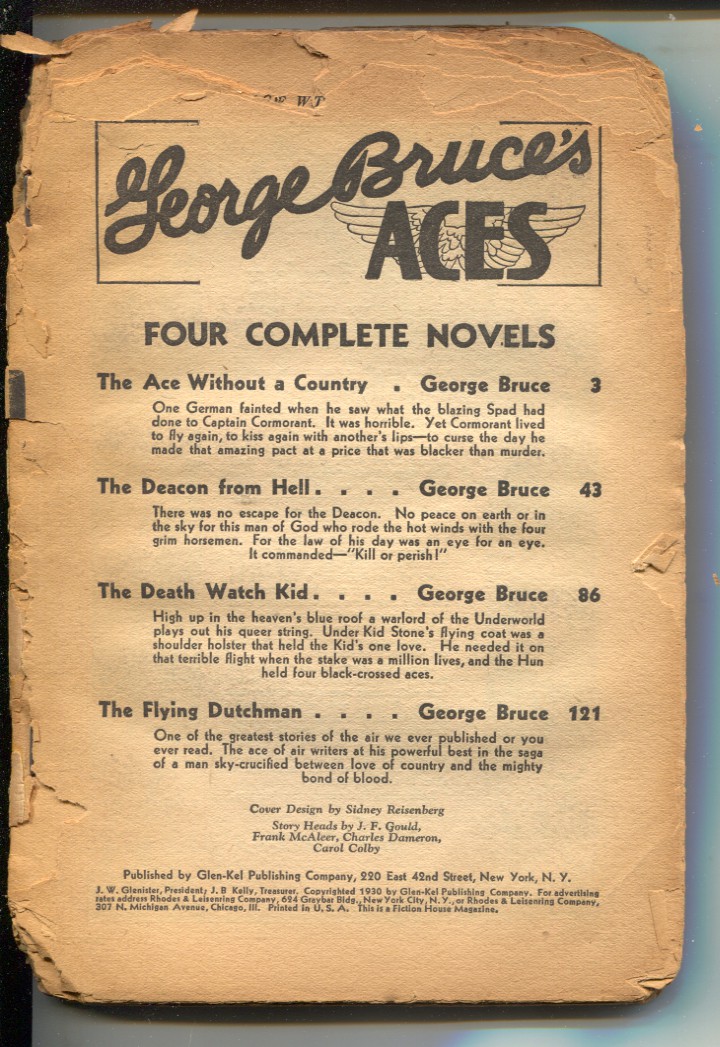 George Bruce's
ACES
FOUR COMPLETE NOVELS
The Ace Without a Country . George Bruce 3
One German fainted when he saw what the blazing Spad had
done to Captain Cormorant. It was horrible. Yet Cormorant lived
to fly again, to kiss again with another's lips—to curse the day he
made that amazing pact at a price that was blacker than murder.
The Deacon from Hell . . . . George Bruce 43
There was no escape for the Deacon. No peace on earth or in
the sky for this man of God who rode the hot winds with the four
grim horsemen. For the law of his day was an eye for an eye.
It commanded—"Kill or perish!"
The Death Watch Kid . . . . George Bruce 86
High up in the heaven's blue roof a warlord of the Underworld
plays out his queer string. Under Kid Stone's flying coat was a
shoulder holster that held the Kid's one love. He needed it on
that terrible flight when the stake was a million lives, and the Hun
held four black-crossed aces.
The Flying Dutchman . . . . George Bruce 121
One of the greatest stories of the air we ever published or you
ever read. The ace of air writers at his powerful best in the saga
of a man sky-crucified between love of country and the mighty
bond of blood.
Cover Design by Sidney Reisenberg
Story Heads by J. F. Gould,
Frank McAleer, Charles Dameron,
Carol Colby
Published by Glen-Kel Publishing Company, 220 East 42nd Street, New York, N. Y.
J. W. Glenister, President; J. B Kelly, Treasurer. Copyrighted 1930 by Glen-Kel Publishing Company. For advertising
rates address Rhodes & Leisenring Company, 624 Graybar Bldg., New York City, N. Y., or Rhodes & Leisenring Company,
307 N. Michigan Avenue, Chicago, Ill. Printed in U. S. A. This is a Fiction House Magazine.